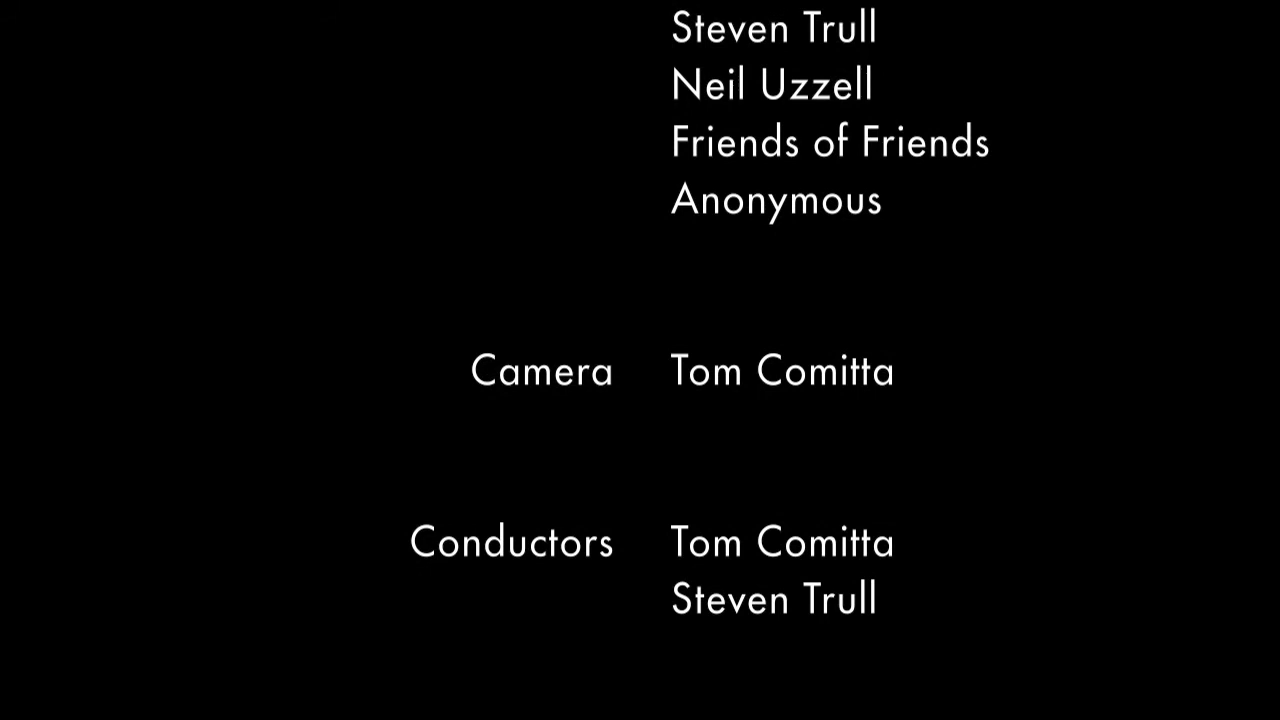 Steven Trull
Neil Uzzell
Friends of Friends
Anonymous
Camera Tom Comitta
Conductors Tom Comitta
Steven Trull